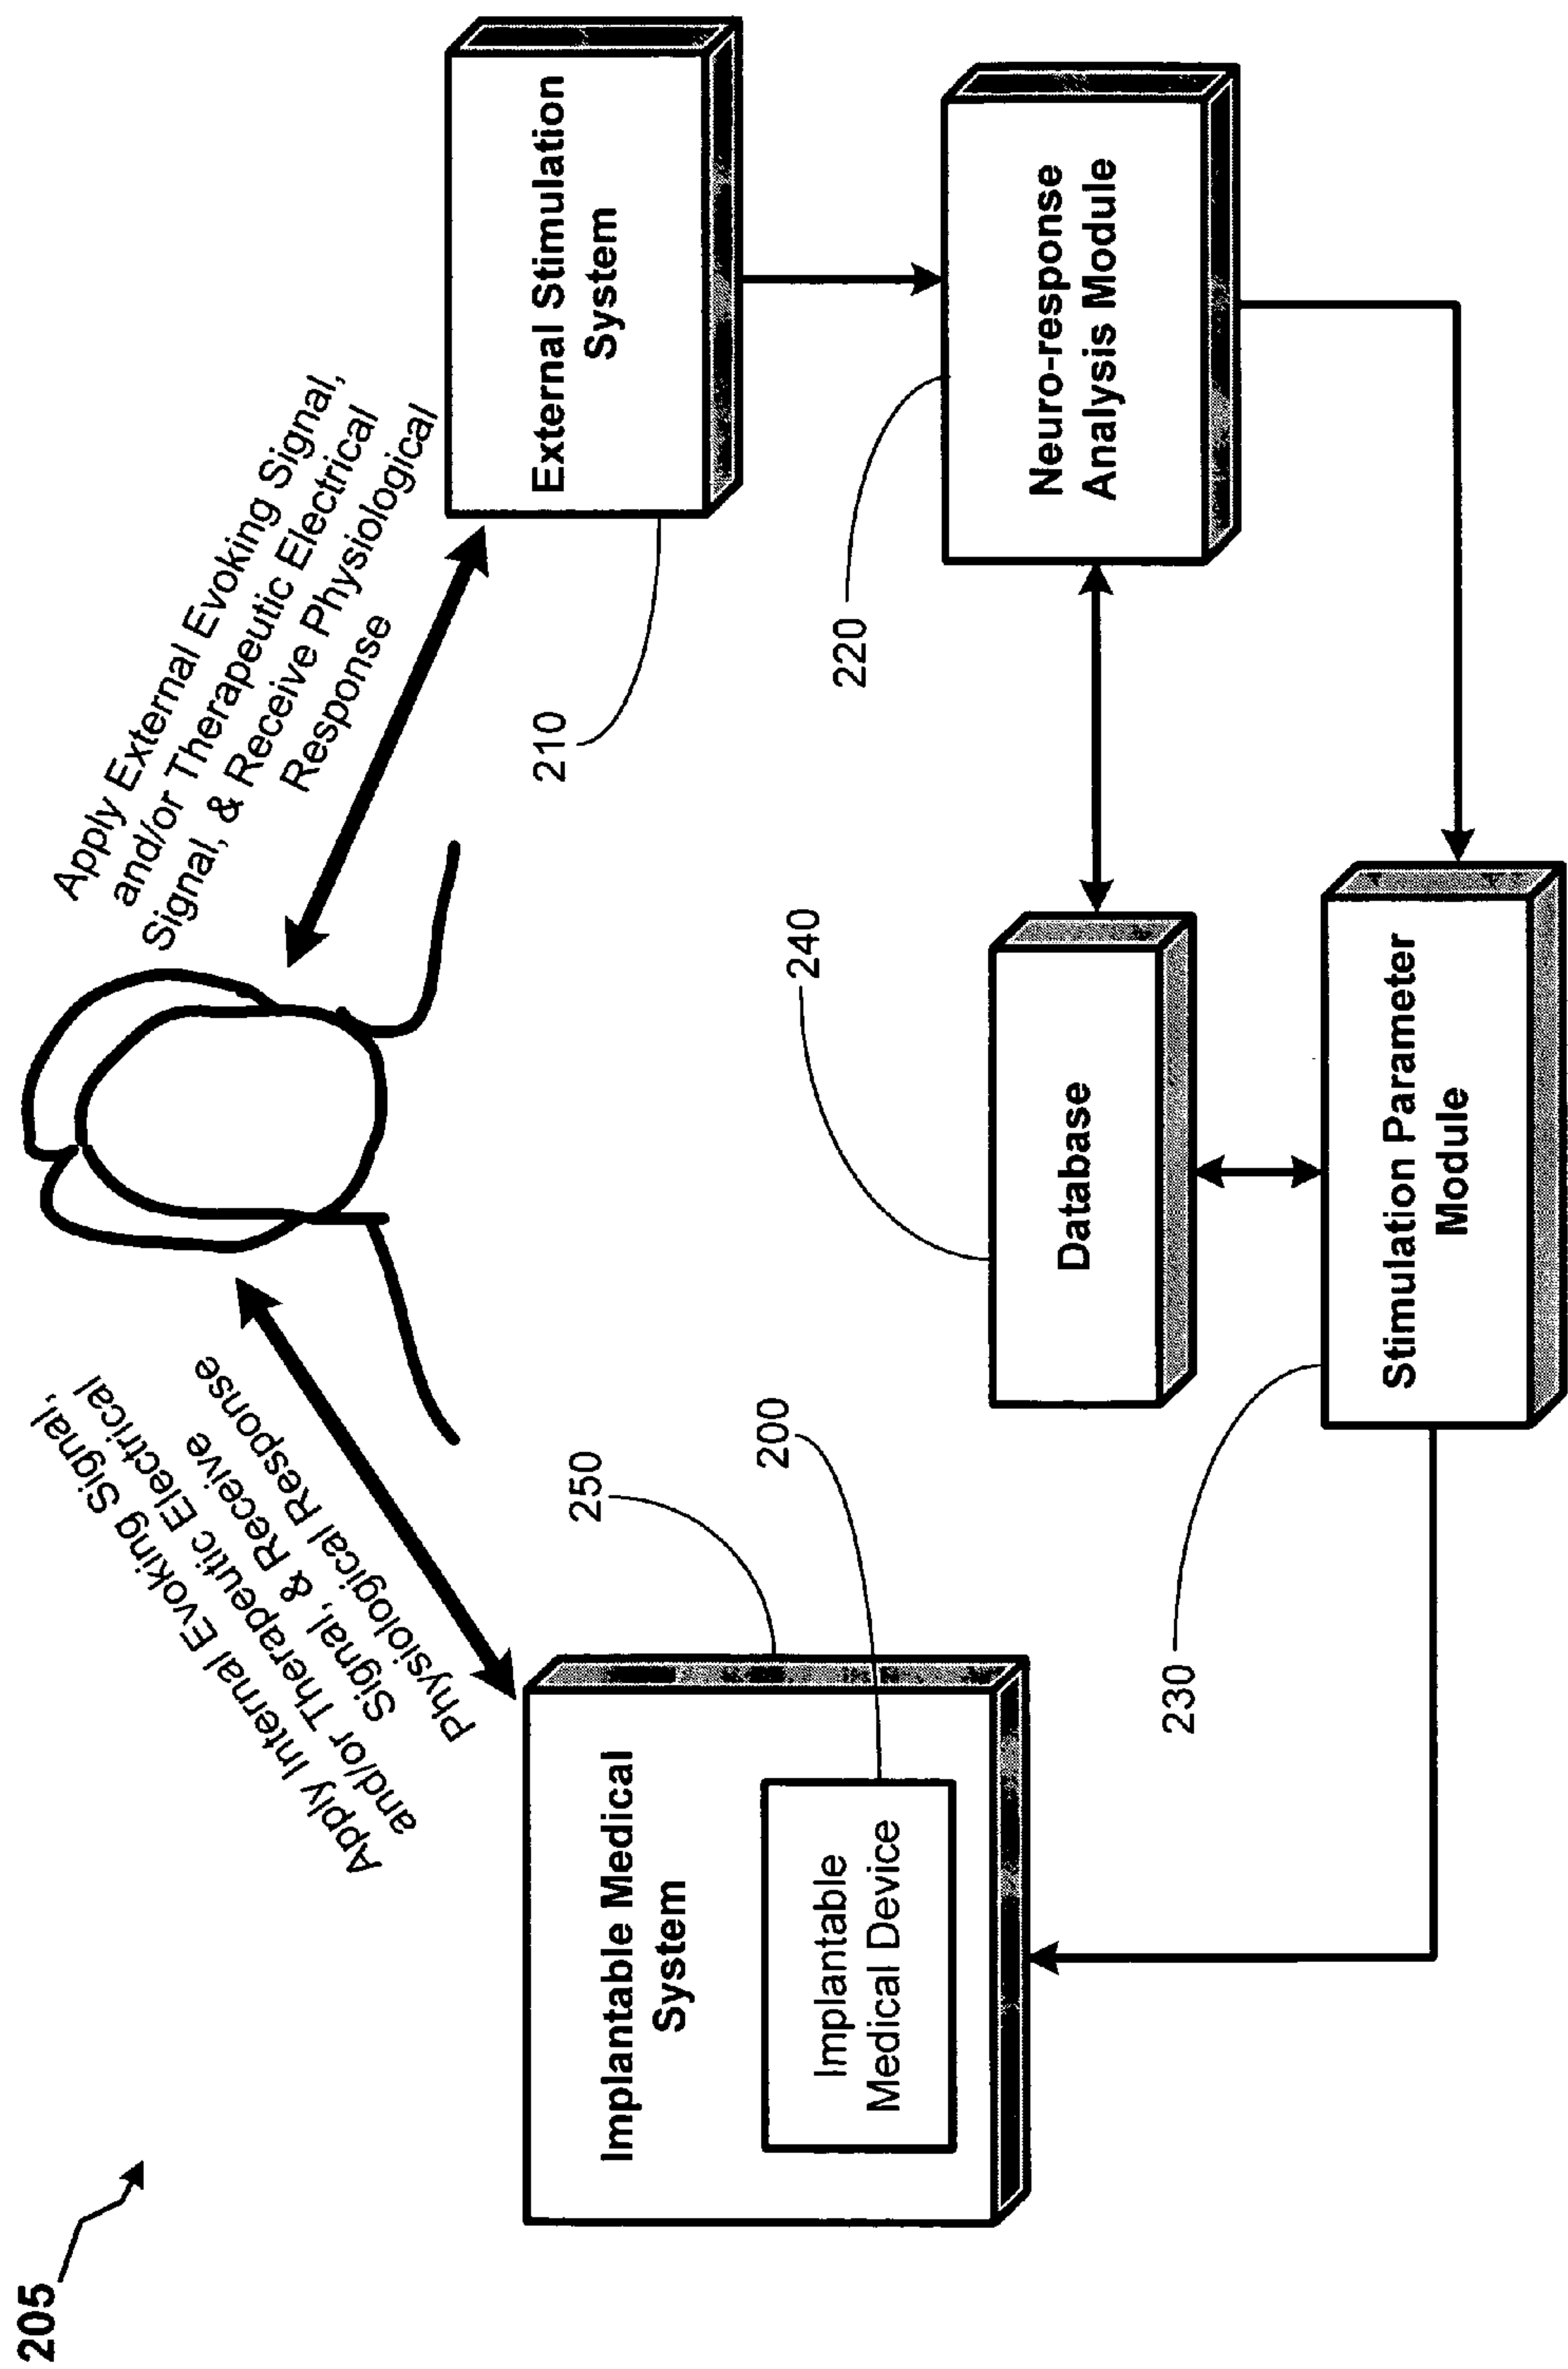 205
Apply Internal Evoking Signal,
and/or Therapeutic Electrical
Signal, & Receive
Physiological Response
Apply External Evoking Signal,
and/or Therapeutic Electrical
Signal, & Receive Physiological
Response
Implantable Medical
System
Implantable
Medical Device
250
200
210
External Stimulation
System
220
Neuro-response
Analysis Module
240
Database
230
Stimulation Parameter
Module